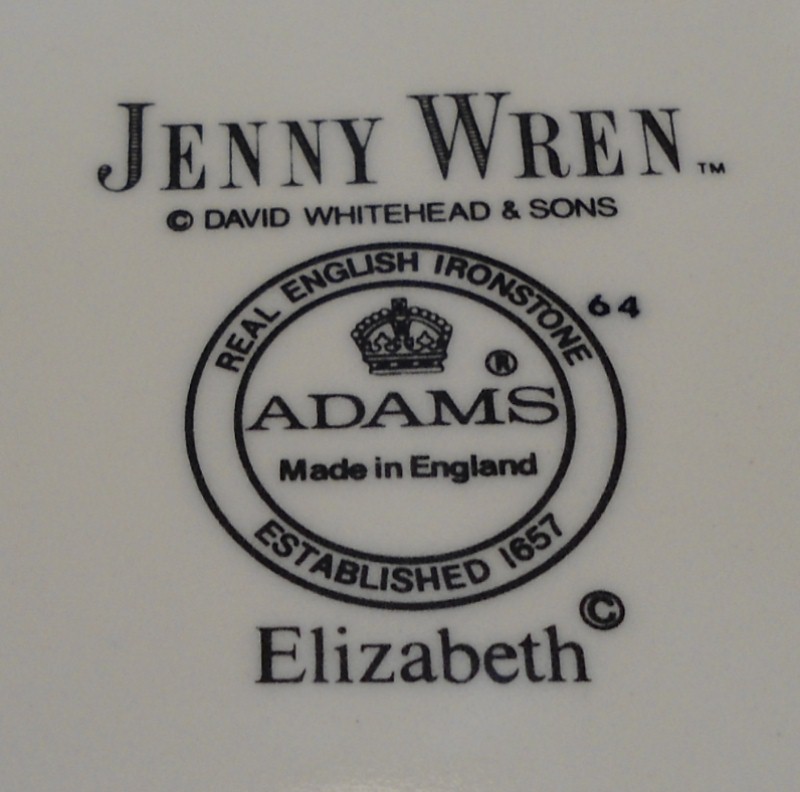 JENNY WREN™
© DAVID WHITEHEAD & SONS
REAL ENGLISH IRONSTONE
64
®
ADAMS
Made in England
ESTABLISHED 1657
Elizabeth©